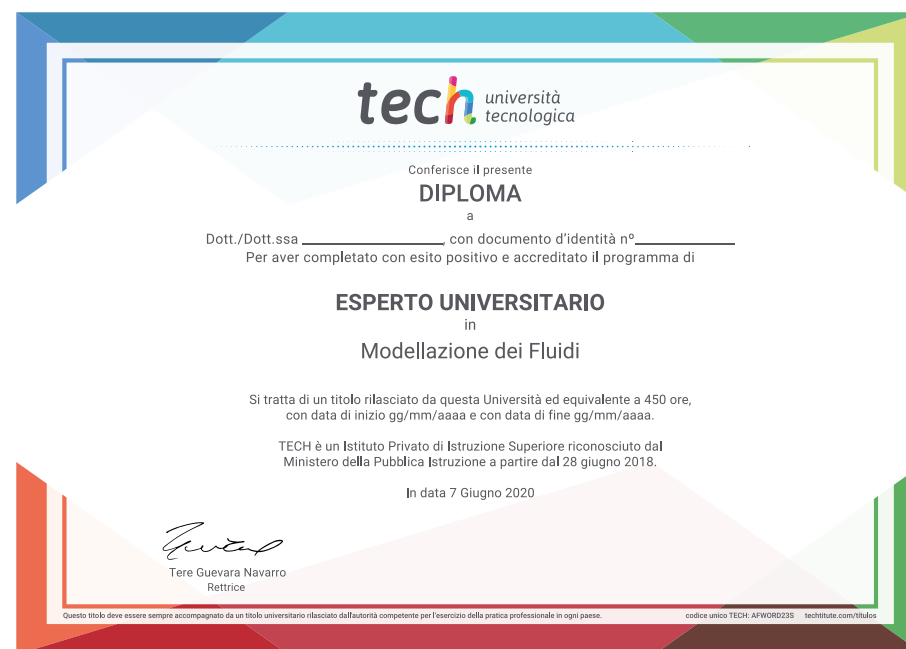 tech università
tecnologica
Conferisce il presente
DIPLOMA
a
Dott./Dott.ssa ____________________, con documento d'identità nº______________
Per aver completato con esito positivo e accreditato il programma di
ESPERTO UNIVERSITARIO
in
Modellazione dei Fluidi
Si tratta di un titolo rilasciato da questa Università ed equivalente a 450 ore,
con data di inizio gg/mm/aaaa e con data di fine gg/mm/aaaa.
TECH è un Istituto Privato di Istruzione Superiore riconosciuto dal
Ministero della Pubblica Istruzione a partire dal 28 giugno 2018.
In data 7 Giugno 2020
Tere Guevara Navarro
Rettrice
Questo titolo deve essere sempre accompagnato da un titolo universitario rilasciato dall'autorità competente per l'esercizio della pratica professionale in ogni paese. codice unico TECH: AFWORD23S techtitute.com/titulos